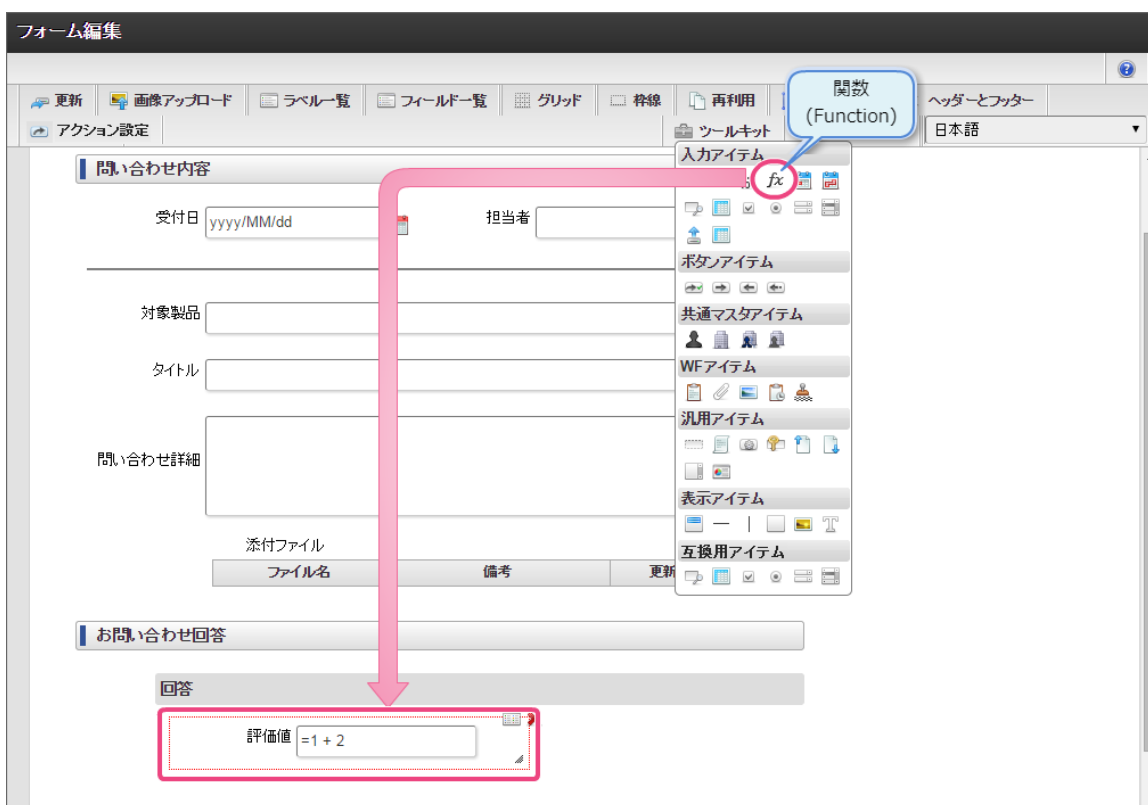 フォーム編集
更新 画像アップロード ラベル一覧 フィールド一覧 グリッド 枠線 再利用 ヘッダーとフッター
関数
(Function)
アクション設定 ツールキット 日本語
入力アイテム
問い合わせ内容
fx
受付日 yyyy/MM/dd 担当者
ボタンアイテム
対象製品 共通マスタアイテム
タイトル WFアイテム
汎用アイテム
問い合わせ詳細
表示アイテム
添付ファイル 互換用アイテム
ファイル名 備考 更新
お問い合わせ回答
回答
評価値 =1 + 2